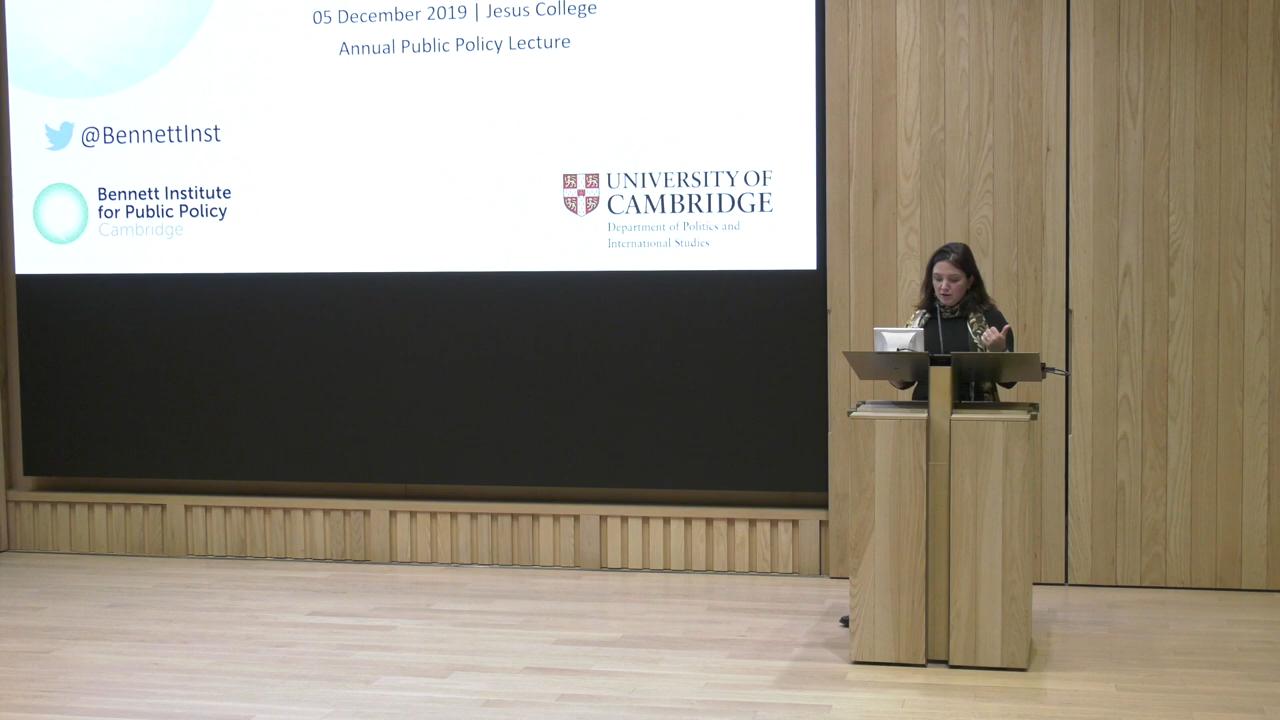 05 December 2019 | Jesus College
Annual Public Policy Lecture
@BennettInst
Bennett Institute
for Public Policy
Cambridge
UNIVERSITY OF
CAMBRIDGE
Department of Politics and
International Studies